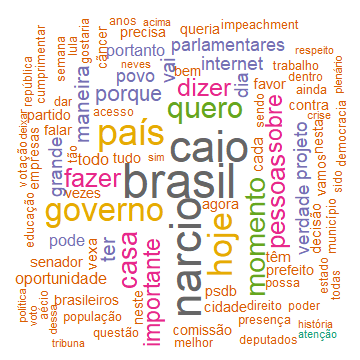 anos acima
precisa queria impeachment
portanto parlamentares
república cumprimentar semana lula gostaria câncer neves vai bem internet trabalho respeito
maneira povo dia dentro plenário
porque dizer favor ainda
partido dar acesso quero sendo contra crise
falar tão todo tudo sim país caio sobre cada vamos nesta democracia
votação deixar empresas grande vezes fazer brasil pessoas verdade projeto
educação governo agora momento decisão município sido
pode vexa ter casa narcio hoje têm estado todas
senador importante psdb prefeito possa
oportunidade cidade
política voto aécio dessa brasileiros neste deputado direito poder
população comissão presença história
questão melhor atenção
tribuna